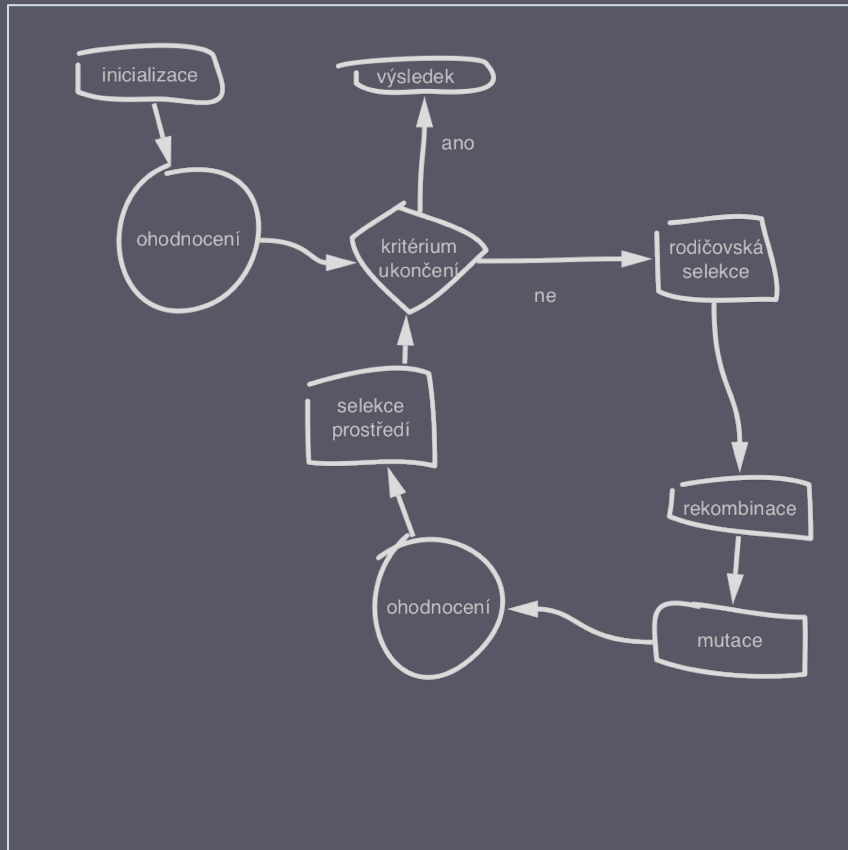 inicializace
výsledek
ano
ohodnocení
kritérium
ukončení
ne
rodičovská
selekce
selekce
prostředí
rekombinace
ohodnocení
mutace